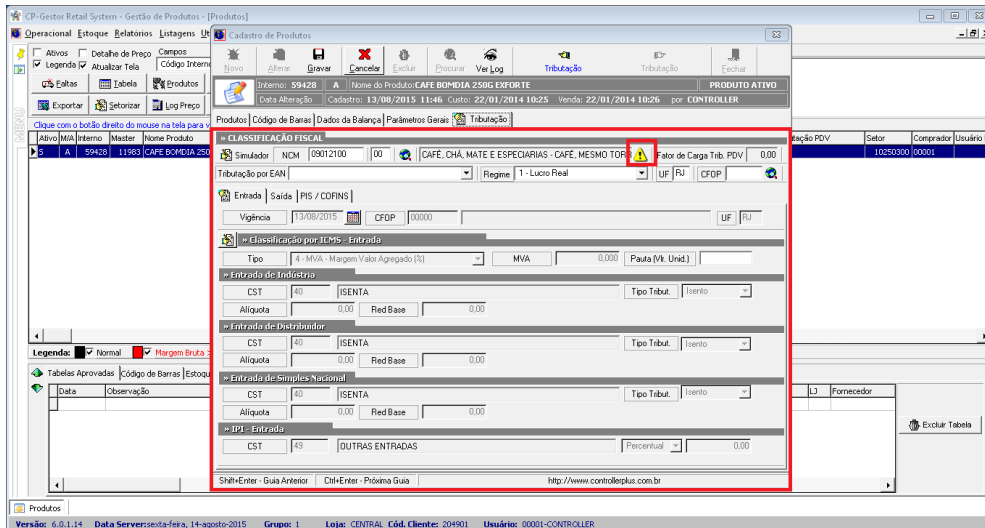 CP-Gestor Retail System - Gestão de Produtos - [Produtos]
Operacional Estoque Relatórios Listagens Ut
Ativos Detalhe de Preço Campos
Legenda Atualizar Tela Código Intern
Faltas Tabela Produtos
Exportar Setorizar Log Preço
MENU
Clique com o botão direito do mouse na tela para v
Ativo M/A Interno Master Nome Produto
tação PDV Setor Comprador Usuário
S A 59428 11983 CAFE BOMDIA 250
10250300 00001
Cadastro de Produtos
Novo Alterar Gravar Cancelar Excluir Procurar Ver Log Tributação Tributação Fechar
Interno: 59428 A Nome do Produto:CAFE BOMDIA 250G EXFORTE PRODUTO ATIVO
Data Alteração Cadastro: 13/08/2015 11:46 Custo: 22/01/2014 10:25 Venda: 22/01/2014 10:26 por CONTROLLER
Produtos Código de Barras Dados da Balança Parâmetros Gerais Tributação
» CLASSIFICAÇÃO FISCAL
Simulador NCM 09012100 00 CAFÉ, CHÁ, MATE E ESPECIARIAS - CAFÉ, MESMO TORR Fator de Carga Trib. PDV 0,00
Tributação por EAN Regime 1 - Lucro Real UF RJ CFOP
Entrada Saída PIS / COFINS
Vigência 13/08/2015 CFOP 00000 UF RJ
» Classificação por ICMS - Entrada
Tipo 4 - MVA - Margem Valor Agregado (%) MVA 0,000 Pauta (Vlr. Unid.)
» Entrada de Indústria
CST 40 ISENTA Tipo Tribut. Isento
Alíquota 0,00 Red Base 0,00
» Entrada de Distribuidor
CST 40 ISENTA Tipo Tribut. Isento
Alíquota 0,00 Red Base 0,00
» Entrada de Simples Nacional
CST 40 ISENTA Tipo Tribut. Isento
Alíquota 0,00 Red Base 0,00
» IPI - Entrada
CST 49 OUTRAS ENTRADAS Percentual 0,00
Shift+Enter - Guia Anterior Ctrl+Enter - Próxima Guia http://www.controllerplus.com.br
Legenda: Normal Margem Bruta >
Tabelas Aprovadas Código de Barras Estoqu
Data Observação
LJ Fornecedor
Excluir Tabela
Produtos
Versão: 6.0.1.14 Data Server:sexta-feira, 14-agosto-2015 Grupo: 1 Loja: CENTRAL Cód. Cliente: 204901 Usuário: 00001-CONTROLLER